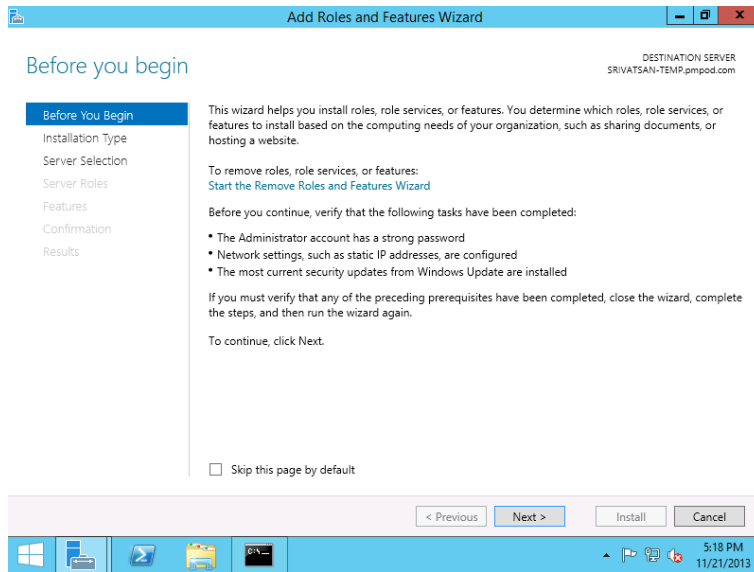 Add Roles and Features Wizard
Before you begin
DESTINATION SERVER
SRIVATSAN-TEMP.pmpod.com
Before You Begin
Installation Type
Server Selection
Server Roles
Features
Confirmation
Results
This wizard helps you install roles, role services, or features. You determine which roles, role services, or
features to install based on the computing needs of your organization, such as sharing documents, or
hosting a website.
To remove roles, role services, or features:
Start the Remove Roles and Features Wizard
Before you continue, verify that the following tasks have been completed:
• The Administrator account has a strong password
• Network settings, such as static IP addresses, are configured
• The most current security updates from Windows Update are installed
If you must verify that any of the preceding prerequisites have been completed, close the wizard, complete
the steps, and then run the wizard again.
To continue, click Next.
Skip this page by default
< Previous
Next >
Install
Cancel
C:\_
5:18 PM
11/21/2013